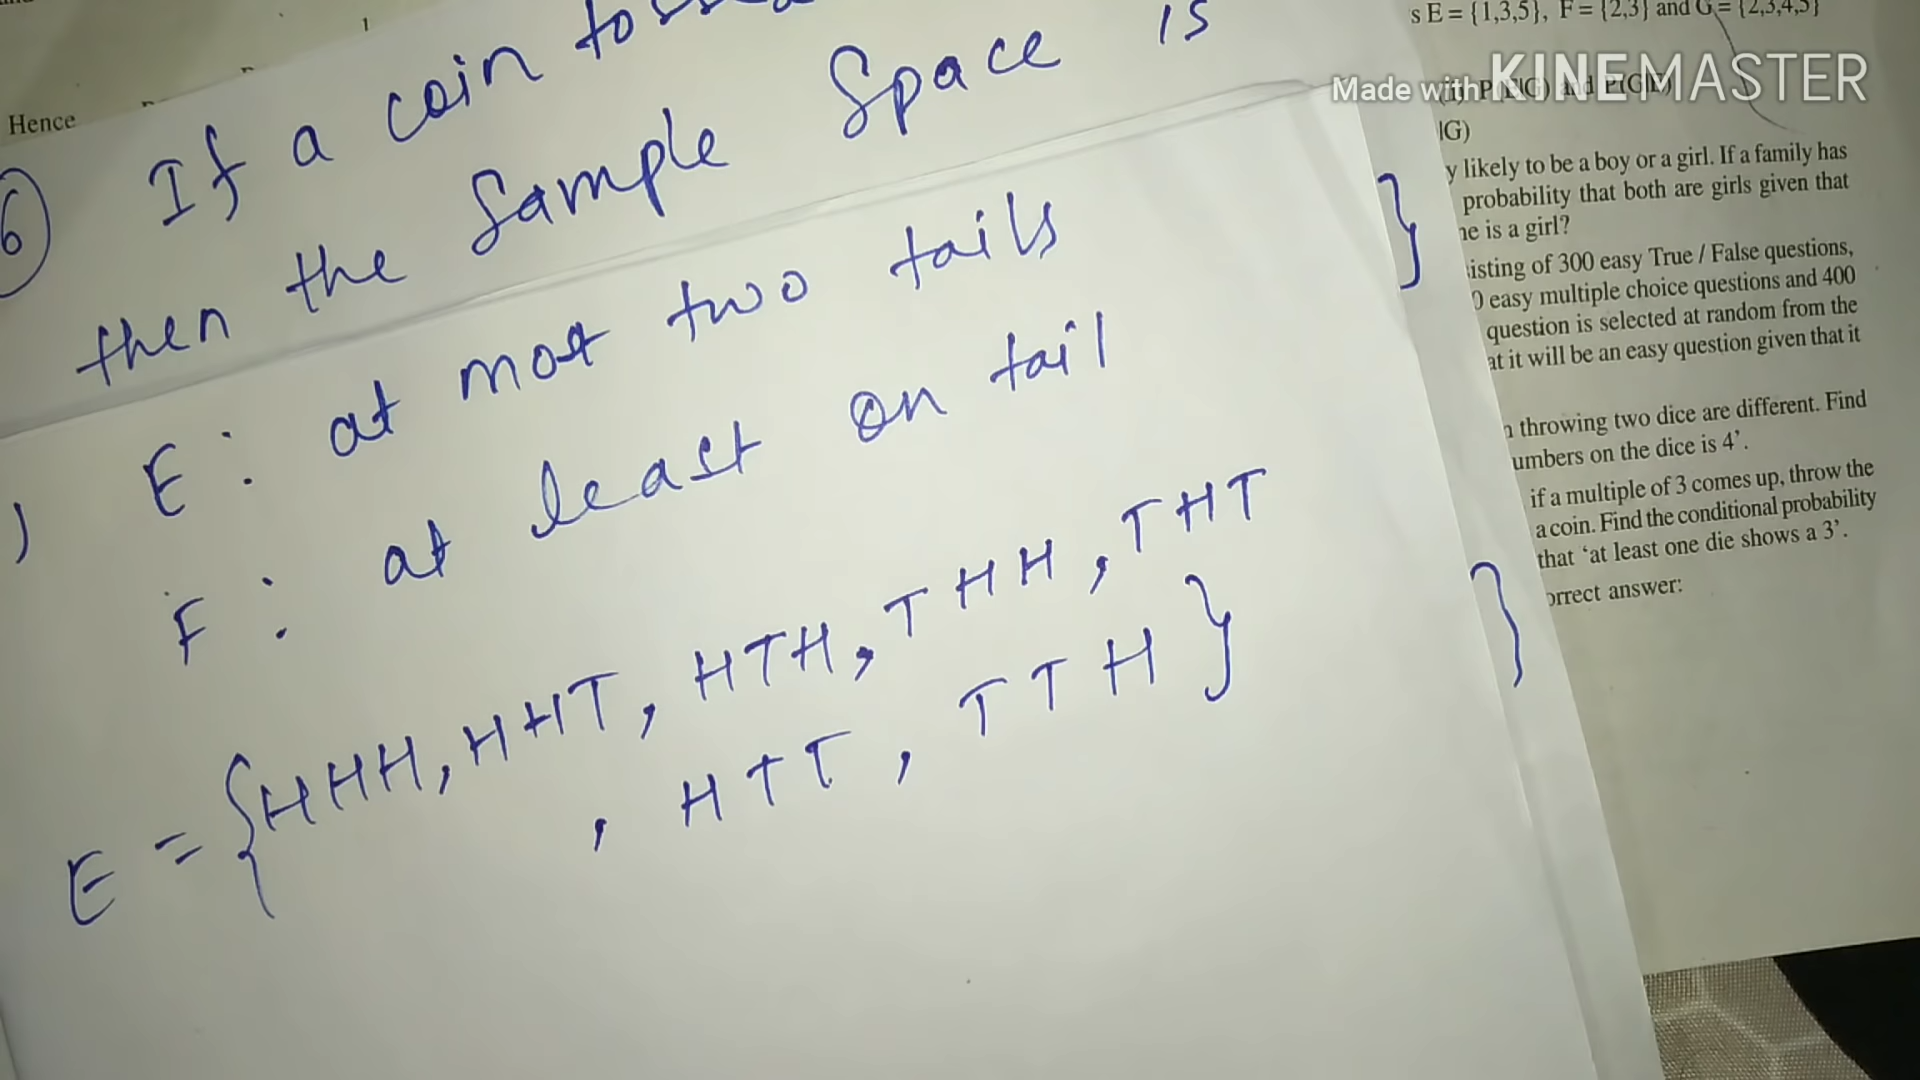 Hence
s E = {1,3,5}, F = {2,3} and G = {2,3,4,5}
Made with KINEMASTER
P(E|G) and P(G|E)
|G)
y likely to be a boy or a girl. If a family has
probability that both are girls given that
ne is a girl?
isting of 300 easy True / False questions,
0 easy multiple choice questions and 400
question is selected at random from the
at it will be an easy question given that it
throwing two dice are different. Find
umbers on the dice is 4’.
if a multiple of 3 comes up, throw the
a coin. Find the conditional probability
that ‘at least one die shows a 3’.
orrect answer:
6 If a coin
then the Sample Space is
) E : at most two tails }
F : at least on tail
E = {HHH, HHT, HTH, THH, THT
, HTT, TTH} }